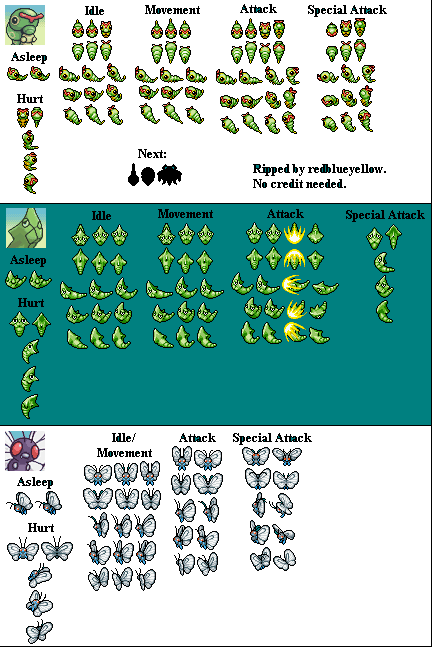 Idle
Movement
Attack
Special Attack
Asleep
Hurt
Next:
Ripped by redblueyellow.
No credit needed.
Idle
Movement
Attack
Special Attack
Asleep
Hurt
Idle/
Movement
Attack
Special Attack
Asleep
Hurt